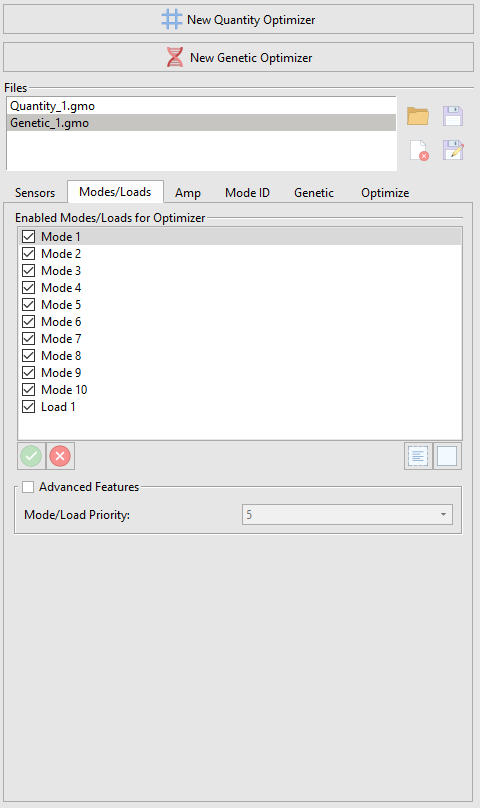 New Quantity Optimizer
New Genetic Optimizer
Files
Quantity_1.gmo
Genetic_1.gmo
Sensors Modes/Loads Amp Mode ID Genetic Optimize
Enabled Modes/Loads for Optimizer
Mode 1
Mode 2
Mode 3
Mode 4
Mode 5
Mode 6
Mode 7
Mode 8
Mode 9
Mode 10
Load 1
Advanced Features
Mode/Load Priority: 5